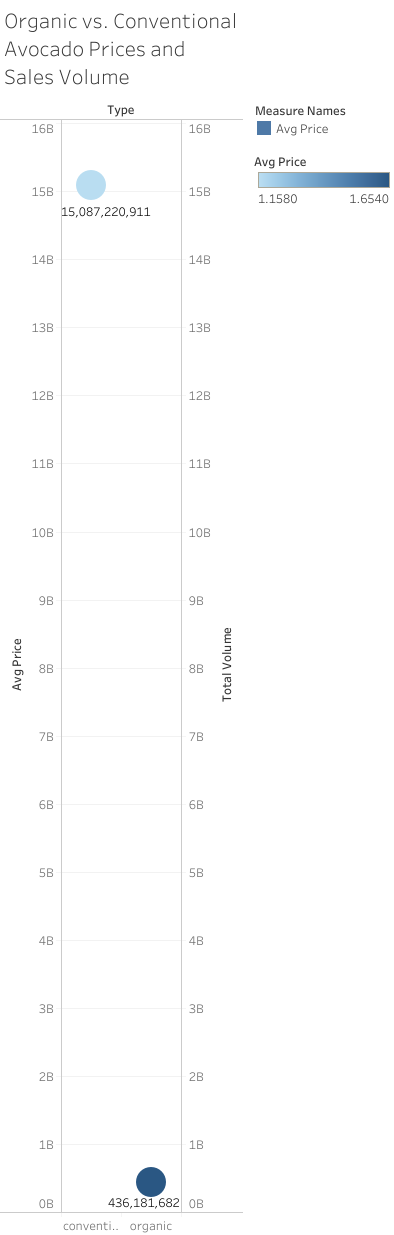 Organic vs. Conventional
Avocado Prices and
Sales Volume
Type
Measure Names
Avg Price
Avg Price
1.1580 1.6540
16B 16B
15B 15B
15,087,220,911
14B 14B
13B 13B
12B 12B
11B 11B
10B 10B
9B 9B
8B 8B
Avg Price
Total Volume
7B 7B
6B 6B
5B 5B
4B 4B
3B 3B
2B 2B
1B 1B
0B 436,181,682 0B
conventi.. organic